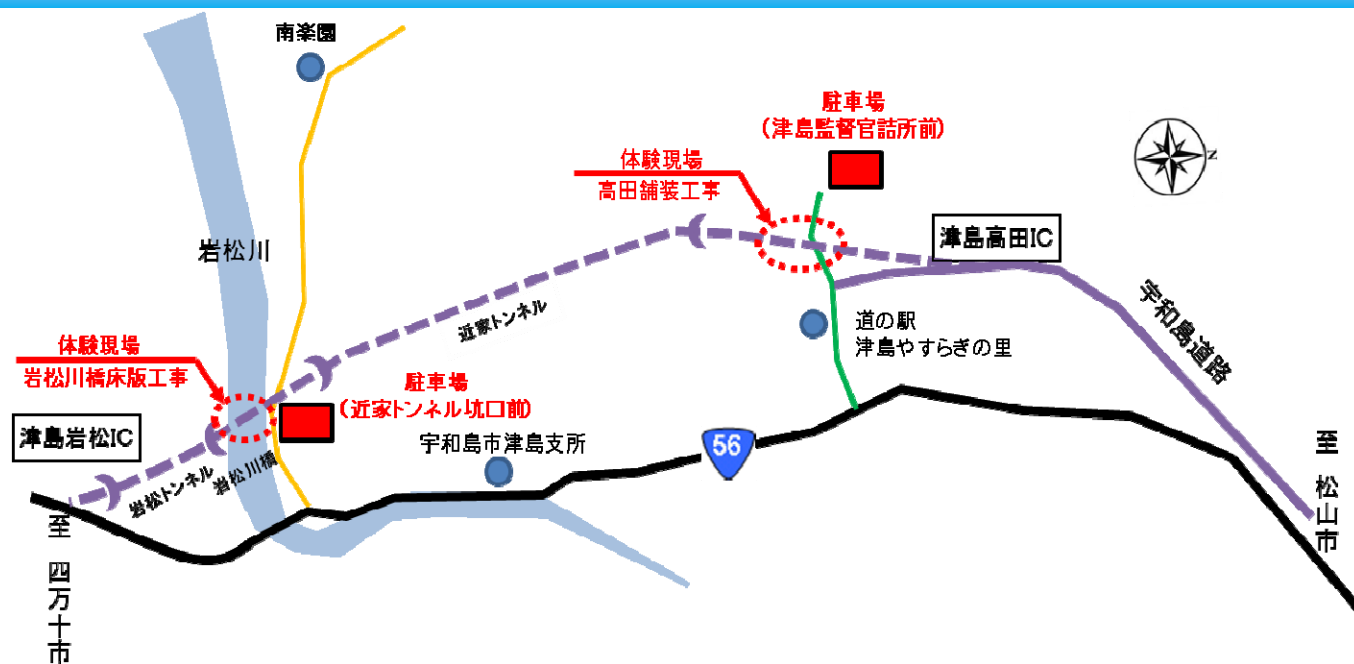 南楽園
駐車場
(津島監督官詰所前)
N
体験現場
高田舗装工事
津島高田IC
岩松川
近家トンネル
宇和島道路
道の駅
津島やすらぎの里
体験現場
岩松川橋床版工事
駐車場
(近家トンネル坑口前)
津島岩松IC
宇和島市津島支所
56
岩松トンネル
岩松川橋
至 松山市
至 四万十市